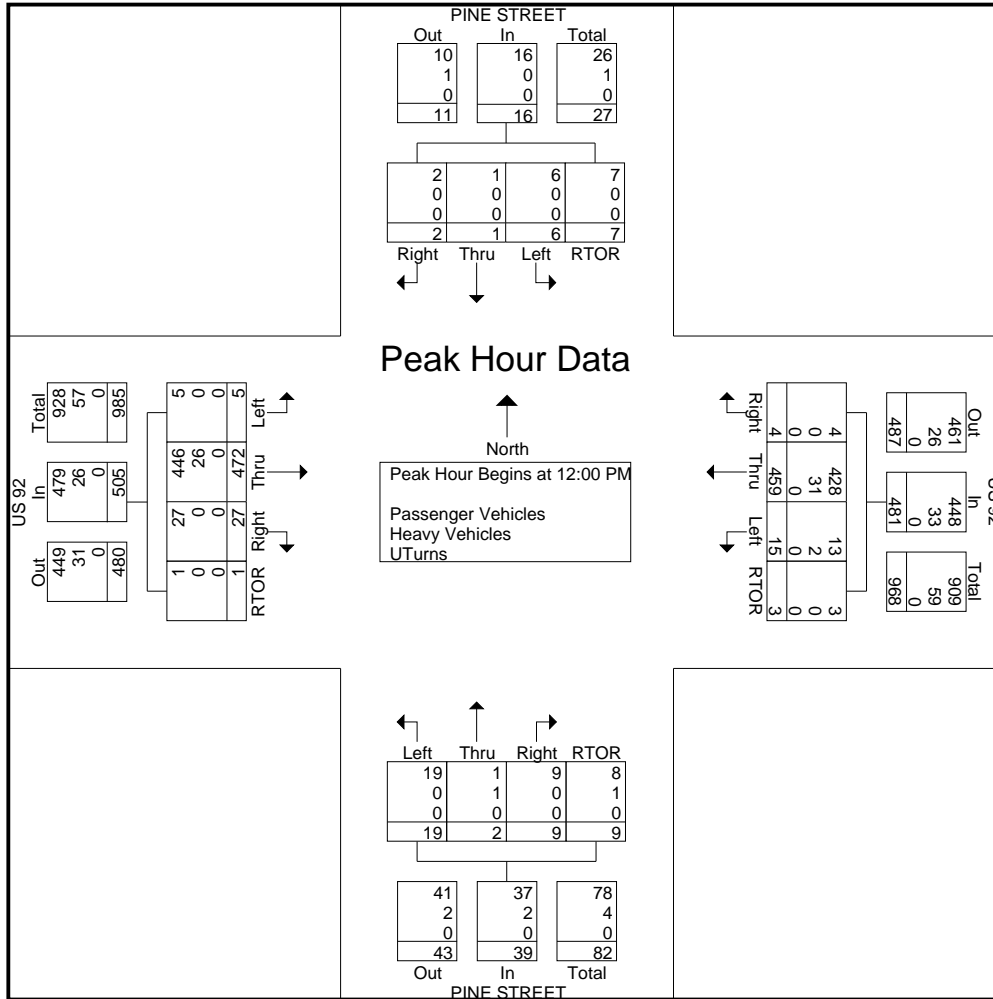 PINE STREET
Out In Total
10 16 26
1 0 1
0 0 0
11 16 27
2 1 6 7
0 0 0 0
0 0 0 0
2 1 6 7
Right Thru Left RTOR
Peak Hour Data
North
Peak Hour Begins at 12:00 PM
Passenger Vehicles
Heavy Vehicles
UTurns
US 92
Out In Total
449 479 928
31 26 57
0 0 0
480 505 985
1 27 446 5
0 0 26 0
0 0 0 0
1 27 472 5
RTOR Right Thru Left
US 92
Out In Total
461 448 909
26 33 59
0 0 0
487 481 968
4 428 13 3
0 31 2 0
0 0 0 0
4 459 15 3
Right Thru Left RTOR
Left Thru Right RTOR
19 1 9 8
0 1 0 1
0 0 0 0
19 2 9 9
41 37 78
2 2 4
0 0 0
43 39 82
Out In Total
PINE STREET